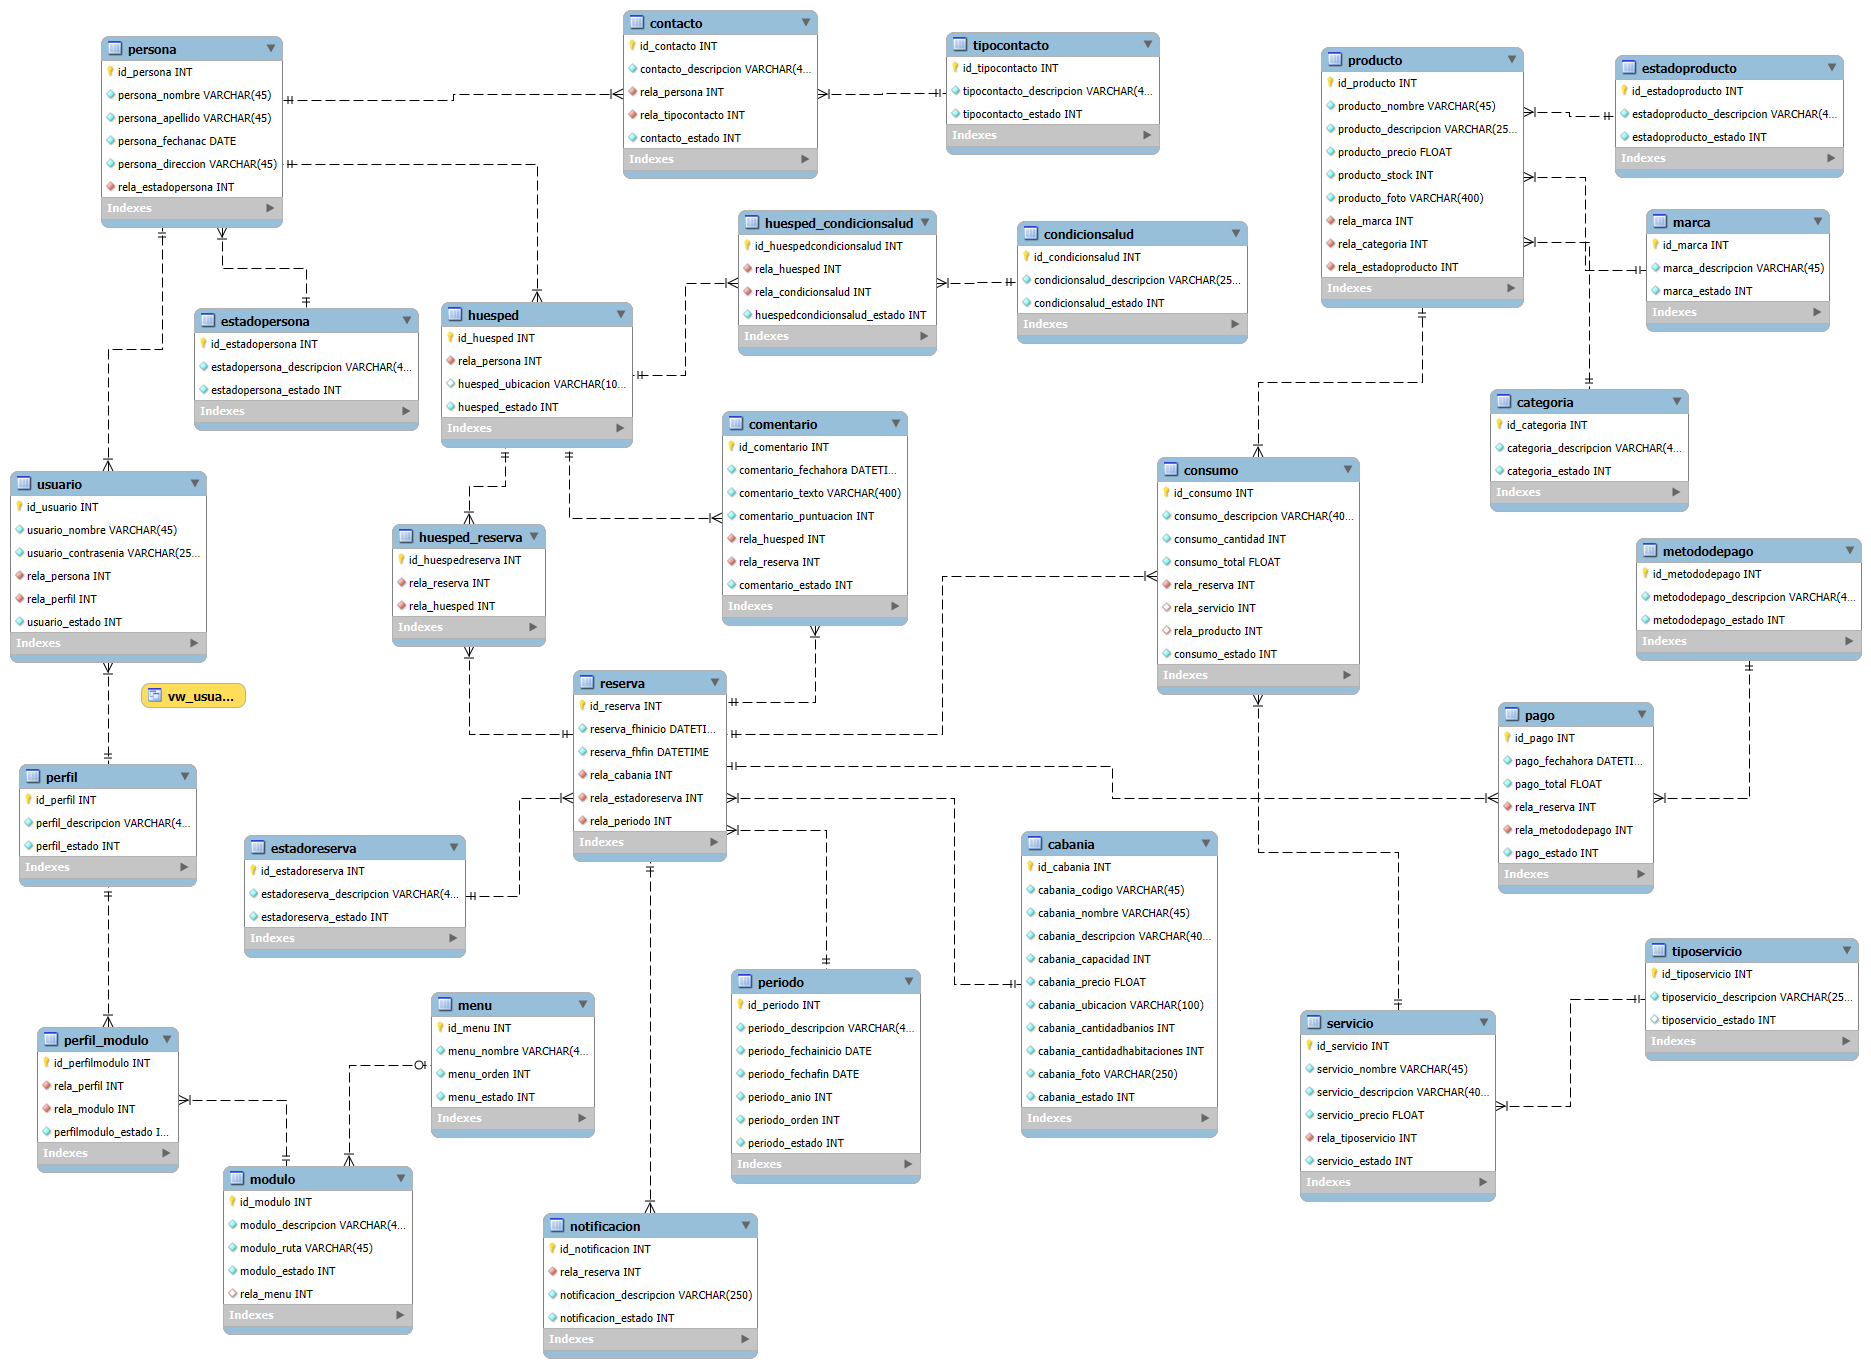 persona
id_persona INT
persona_nombre VARCHAR(45)
persona_apellido VARCHAR(45)
persona_fechanac DATE
persona_direccion VARCHAR(45)
rela_estadopersona INT
Indexes
contacto
id_contacto INT
contacto_descripcion VARCHAR(4...
rela_persona INT
rela_tipocontacto INT
contacto_estado INT
Indexes
tipocontacto
id_tipocontacto INT
tipocontacto_descripcion VARCHAR(4...
tipocontacto_estado INT
Indexes
producto
id_producto INT
producto_nombre VARCHAR(45)
producto_descripcion VARCHAR(25...
producto_precio FLOAT
producto_stock INT
producto_foto VARCHAR(400)
rela_marca INT
rela_categoria INT
rela_estadoproducto INT
Indexes
estadoproducto
id_estadoproducto INT
estadoproducto_descripcion VARCHAR(4...
estadoproducto_estado INT
Indexes
marca
id_marca INT
marca_descripcion VARCHAR(45)
marca_estado INT
Indexes
huesped_condicionsalud
id_huespedcondicionsalud INT
rela_huesped INT
rela_condicionsalud INT
huespedcondicionsalud_estado INT
Indexes
condicionsalud
id_condicionsalud INT
condicionsalud_descripcion VARCHAR(25...
condicionsalud_estado INT
Indexes
estadopersona
id_estadopersona INT
estadopersona_descripcion VARCHAR(4...
estadopersona_estado INT
Indexes
huesped
id_huesped INT
rela_persona INT
huesped_ubicacion VARCHAR(10...
huesped_estado INT
Indexes
categoria
id_categoria INT
categoria_descripcion VARCHAR(4...
categoria_estado INT
Indexes
comentario
id_comentario INT
comentario_fechahora DATETI...
comentario_texto VARCHAR(400)
comentario_puntuacion INT
rela_huesped INT
rela_reserva INT
comentario_estado INT
Indexes
usuario
id_usuario INT
usuario_nombre VARCHAR(45)
usuario_contrasenia VARCHAR(25...
rela_persona INT
rela_perfil INT
usuario_estado INT
Indexes
consumo
id_consumo INT
consumo_descripcion VARCHAR(40...
consumo_cantidad INT
consumo_total FLOAT
rela_reserva INT
rela_servicio INT
rela_producto INT
consumo_estado INT
Indexes
huesped_reserva
id_huespedreserva INT
rela_reserva INT
rela_huesped INT
Indexes
metododepago
id_metododepago INT
metododepago_descripcion VARCHAR(4...
metododepago_estado INT
Indexes
vw_usua...
reserva
id_reserva INT
reserva_fhinicio DATETI...
reserva_fhfin DATETIME
rela_cabania INT
rela_estadoreserva INT
rela_periodo INT
Indexes
pago
id_pago INT
pago_fechahora DATETI...
pago_total FLOAT
rela_reserva INT
rela_metododepago INT
pago_estado INT
Indexes
perfil
id_perfil INT
perfil_descripcion VARCHAR(4...
perfil_estado INT
Indexes
estadoreserva
id_estadoreserva INT
estadoreserva_descripcion VARCHAR(4...
estadoreserva_estado INT
Indexes
cabania
id_cabania INT
cabania_codigo VARCHAR(45)
cabania_nombre VARCHAR(45)
cabania_descripcion VARCHAR(40...
cabania_capacidad INT
cabania_precio FLOAT
cabania_ubicacion VARCHAR(100)
cabania_cantidadbanios INT
cabania_cantidadhabitaciones INT
cabania_foto VARCHAR(250)
cabania_estado INT
Indexes
tiposervicio
id_tiposervicio INT
tiposervicio_descripcion VARCHAR(25...
tiposervicio_estado INT
Indexes
periodo
id_periodo INT
periodo_descripcion VARCHAR(4...
periodo_fechainicio DATE
periodo_fechafin DATE
periodo_anio INT
periodo_orden INT
periodo_estado INT
Indexes
menu
id_menu INT
menu_nombre VARCHAR(4...
menu_orden INT
menu_estado INT
Indexes
servicio
id_servicio INT
servicio_nombre VARCHAR(45)
servicio_descripcion VARCHAR(40...
servicio_precio FLOAT
rela_tiposervicio INT
servicio_estado INT
Indexes
perfil_modulo
id_perfilmodulo INT
rela_perfil INT
rela_modulo INT
perfilmodulo_estado I...
Indexes
modulo
id_modulo INT
modulo_descripcion VARCHAR(4...
modulo_ruta VARCHAR(45)
modulo_estado INT
rela_menu INT
Indexes
notificacion
id_notificacion INT
rela_reserva INT
notificacion_descripcion VARCHAR(250)
notificacion_estado INT
Indexes